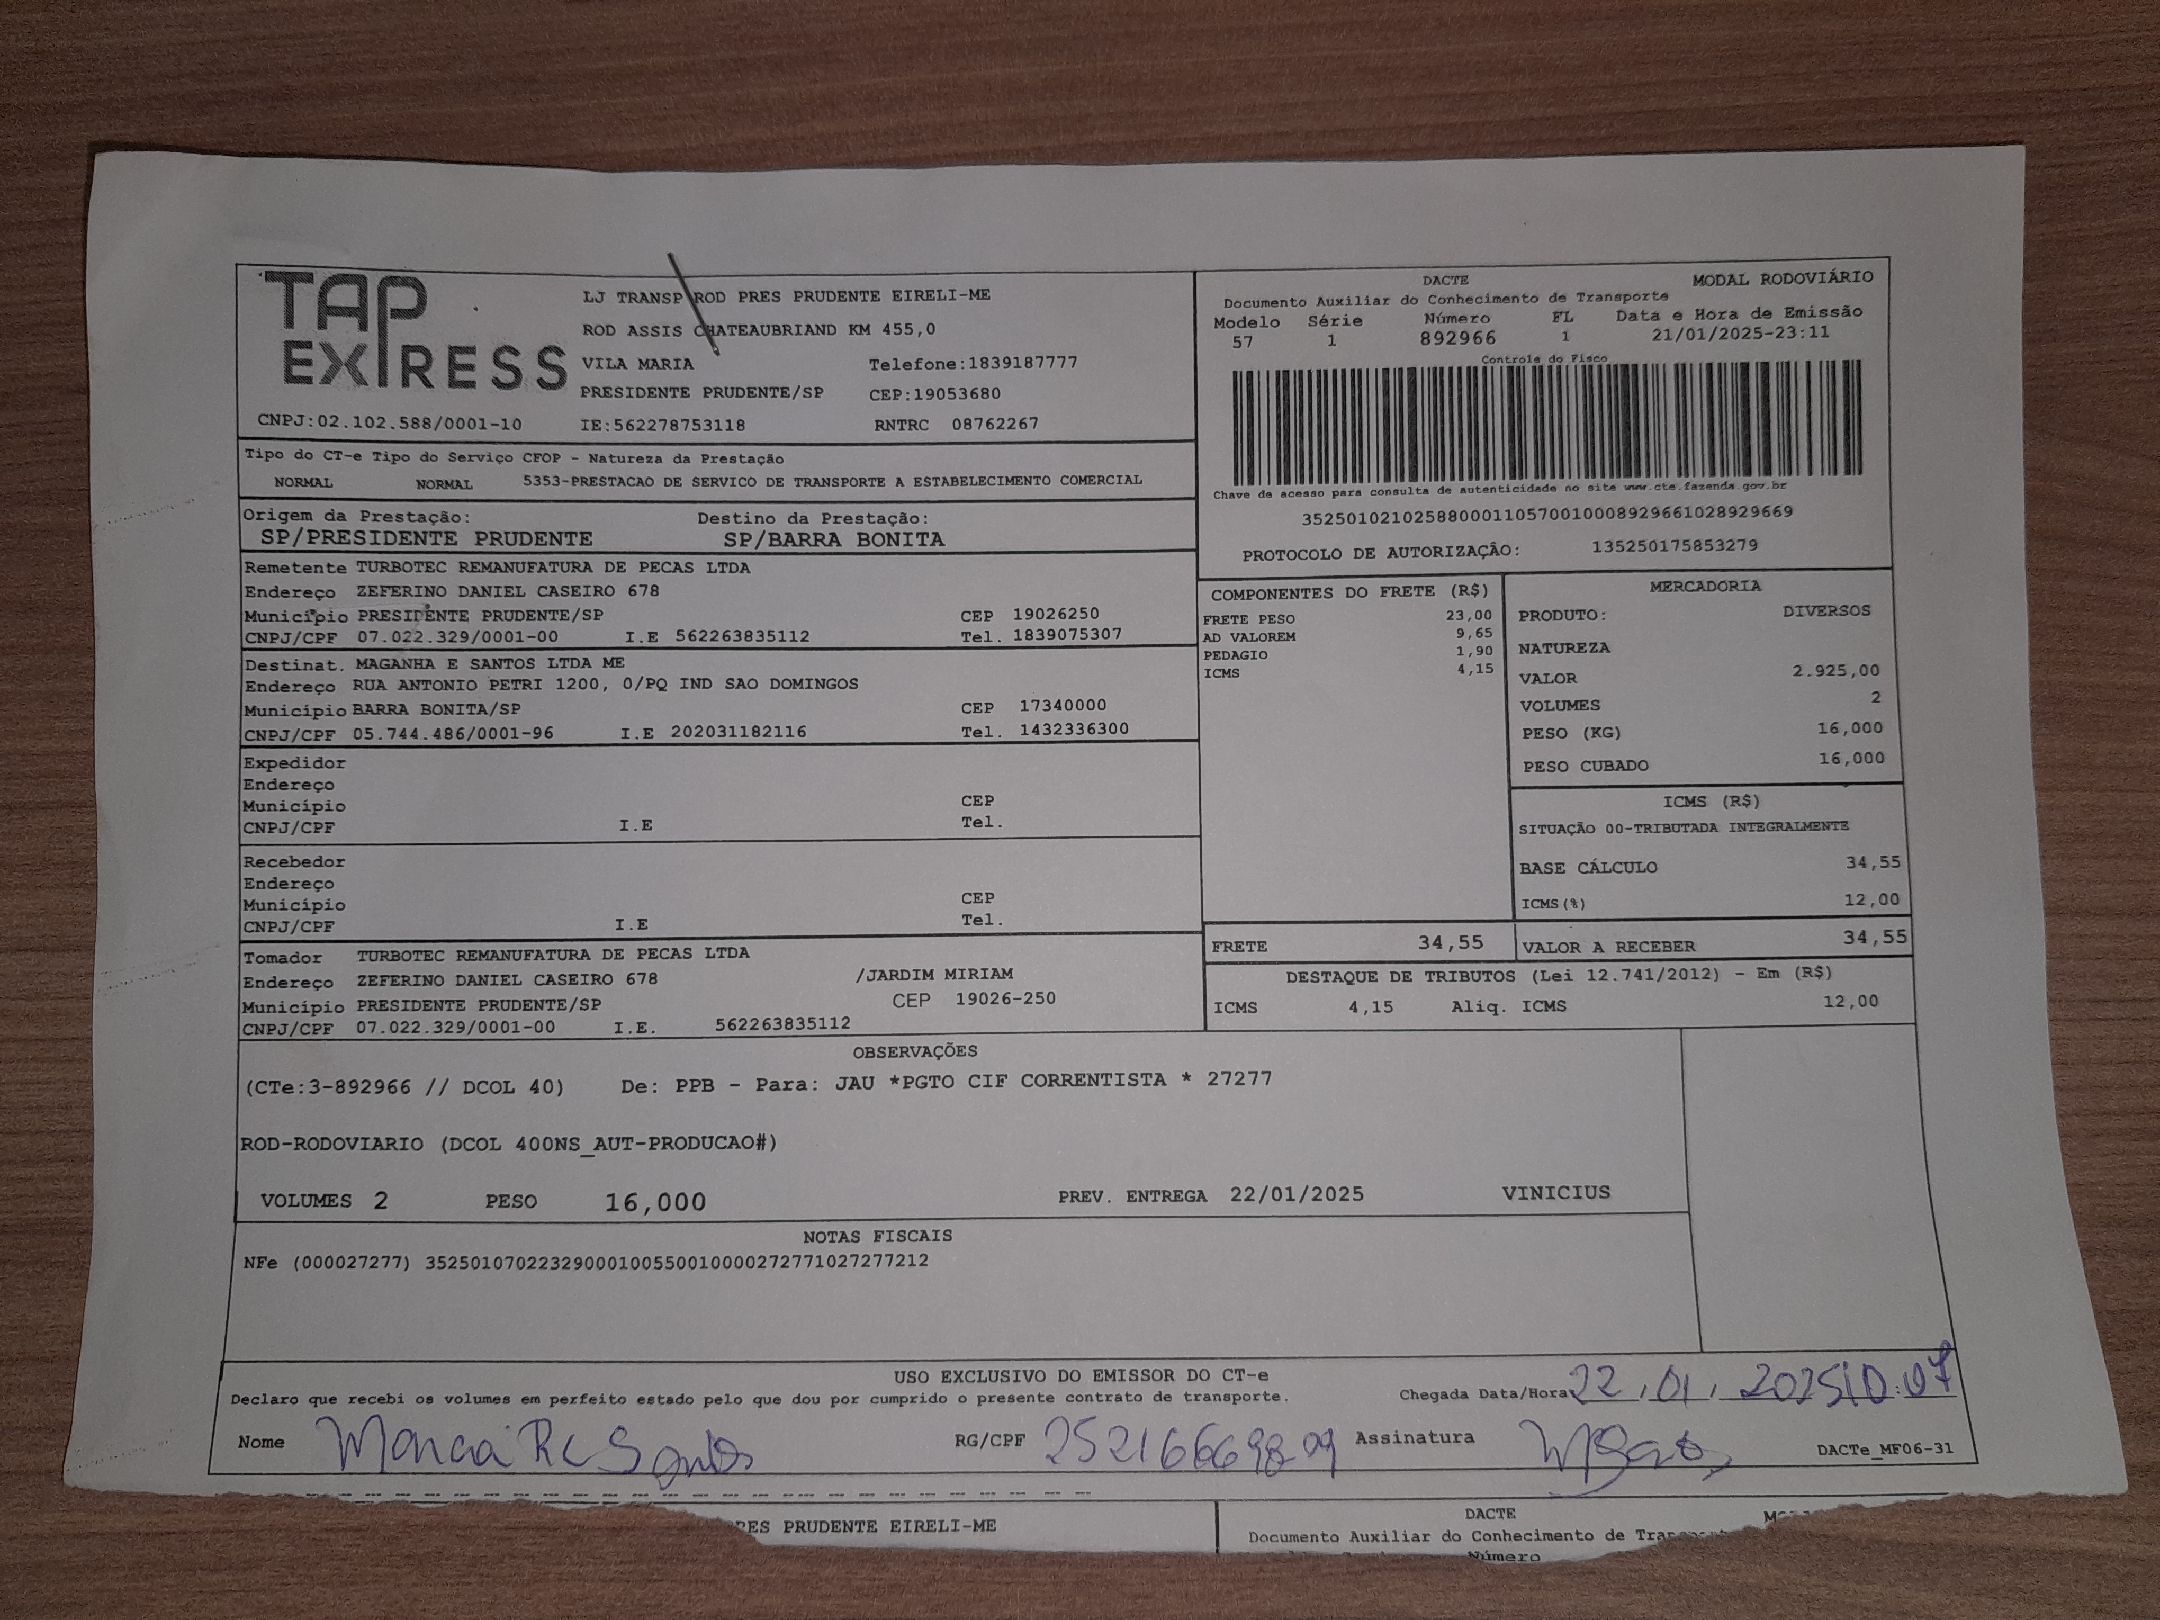 TAP
EXPRESS
LJ TRANSP ROD PRES PRUDENTE EIRELI-ME
ROD ASSIS CHATEAUBRIAND KM 455,0
VILA MARIA Telefone:1839187777
PRESIDENTE PRUDENTE/SP CEP:19053680
CNPJ:02.102.588/0001-10 IE:562278753118 RNTRC 08762267
DACTE MODAL RODOVIÁRIO
Documento Auxiliar do Conhecimento de Transporte
Modelo Série Número FL Data e Hora de Emissão
57 1 892966 1 21/01/2025-23:11
Controle do Fisco
Chave de acesso para consulta de autenticidade no site www.cte.fazenda.gov.br
35250102102588000110570010008929661028929669
PROTOCOLO DE AUTORIZAÇÃO: 135250175853279
Tipo do CT-e Tipo do Serviço CFOP - Natureza da Prestação
NORMAL NORMAL 5353-PRESTACAO DE SERVICO DE TRANSPORTE A ESTABELECIMENTO COMERCIAL
Origem da Prestação: Destino da Prestação:
SP/PRESIDENTE PRUDENTE SP/BARRA BONITA
Remetente TURBOTEC REMANUFATURA DE PECAS LTDA
Endereço ZEFERINO DANIEL CASEIRO 678
Município PRESIDENTE PRUDENTE/SP CEP 19026250
CNPJ/CPF 07.022.329/0001-00 I.E 562263835112 Tel. 1839075307
Destinat. MAGANHA E SANTOS LTDA ME
Endereço RUA ANTONIO PETRI 1200, 0/PQ IND SAO DOMINGOS
Município BARRA BONITA/SP CEP 17340000
CNPJ/CPF 05.744.486/0001-96 I.E 202031182116 Tel. 1432336300
Expedidor
Endereço
Município CEP
CNPJ/CPF I.E Tel.
Recebedor
Endereço
Município CEP
CNPJ/CPF I.E Tel.
Tomador TURBOTEC REMANUFATURA DE PECAS LTDA
Endereço ZEFERINO DANIEL CASEIRO 678 /JARDIM MIRIAM
Município PRESIDENTE PRUDENTE/SP CEP 19026-250
CNPJ/CPF 07.022.329/0001-00 I.E. 562263835112
COMPONENTES DO FRETE (R$)
FRETE PESO 23,00
AD VALOREM 9,65
PEDAGIO 1,90
ICMS 4,15
MERCADORIA
PRODUTO: DIVERSOS
NATUREZA
VALOR 2.925,00
VOLUMES 2
PESO (KG) 16,000
PESO CUBADO 16,000
ICMS (R$)
SITUAÇÃO 00-TRIBUTADA INTEGRALMENTE
BASE CÁLCULO 34,55
ICMS(%) 12,00
FRETE 34,55 VALOR A RECEBER 34,55
DESTAQUE DE TRIBUTOS (Lei 12.741/2012) - Em (R$)
ICMS 4,15 Aliq. ICMS 12,00
OBSERVAÇÕES
(CTe:3-892966 // DCOL 40) De: PPB - Para: JAU *PGTO CIF CORRENTISTA * 27277
ROD-RODOVIARIO (DCOL 400NS_AUT-PRODUCAO#)
VOLUMES 2 PESO 16,000 PREV. ENTREGA 22/01/2025 VINICIUS
NOTAS FISCAIS
NFe (000027277) 35250107022329000100550010000272771027277212
USO EXCLUSIVO DO EMISSOR DO CT-e
Declaro que recebi os volumes em perfeito estado pelo que dou por cumprido o presente contrato de transporte. Chegada Data/Hora 22.01.2025 10:07
Nome RC Santos RG/CPF 25216669809 Assinatura DACTe_MF06-31
PRES PRUDENTE EIRELI-ME
DACTE
Documento Auxiliar do Conhecimento de
Número